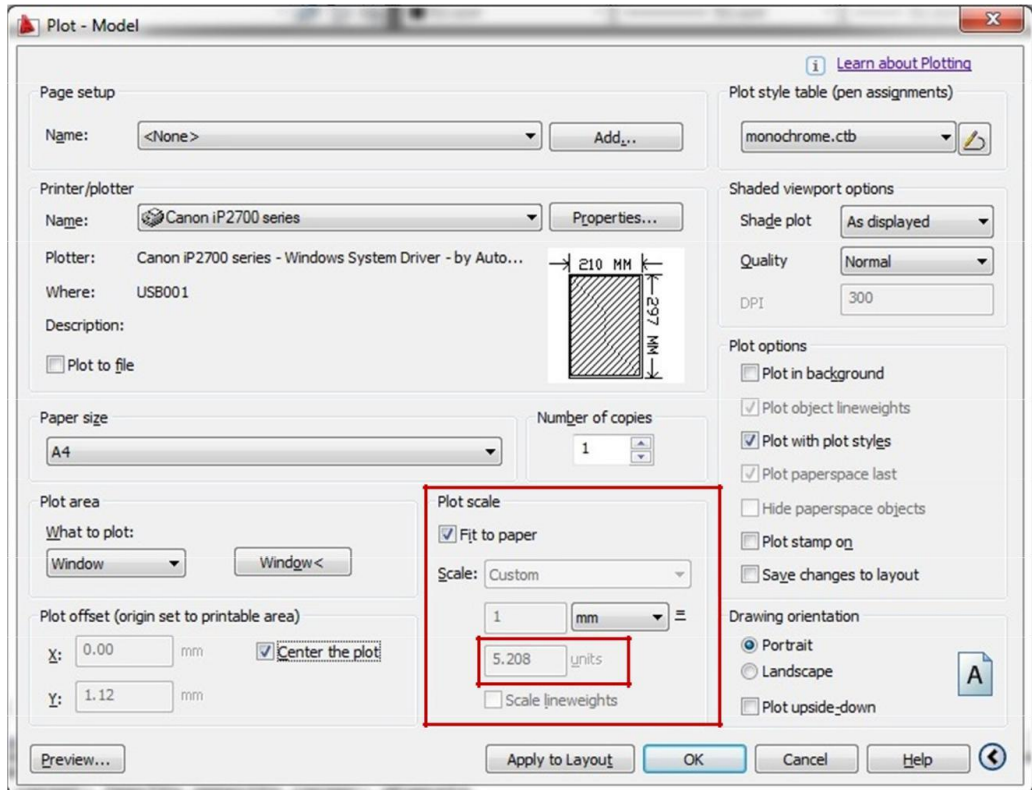 Plot - Model
Learn about Plotting
Page setup
Name:
<None>
Add...
Plot style table (pen assignments)
monochrome.ctb
Printer/plotter
Name:
Canon iP2700 series
Properties...
Plotter:
Canon iP2700 series - Windows System Driver - by Auto...
Where:
USB001
Description:
Plot to file
210 MM
297 MM
Shaded viewport options
Shade plot
As displayed
Quality
Normal
DPI
300
Paper size
A4
Number of copies
1
Plot options
Plot in background
Plot object lineweights
Plot with plot styles
Plot paperspace last
Hide paperspace objects
Plot stamp on
Save changes to layout
Plot area
What to plot:
Window
Window<
Plot scale
Fit to paper
Scale:
Custom
1
mm
=
5.208
units
Scale lineweights
Plot offset (origin set to printable area)
X:
0.00
mm
Center the plot
Y:
1.12
mm
Drawing orientation
Portrait
Landscape
Plot upside-down
A
Preview...
Apply to Layout
OK
Cancel
Help